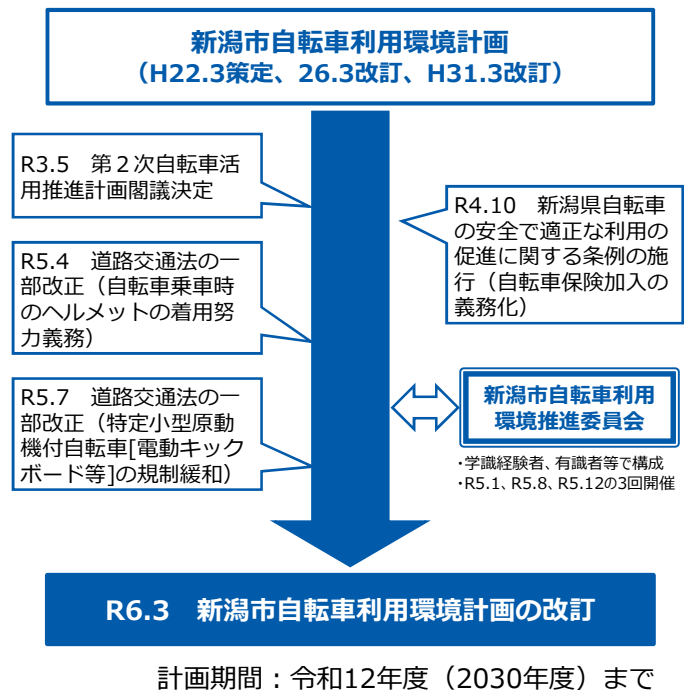 新潟市自転車利用環境計画
（H22.3策定、26.3改訂、H31.3改訂）
R3.5　第２次自転車活
用推進計画閣議決定
R4.10　新潟県自転車
の安全で適正な利用の
促進に関する条例の施
行（自転車保険加入の
義務化）
R5.4　道路交通法の一
部改正（自転車乗車時
のヘルメットの着用努
力義務）
R5.7　道路交通法の一
部改正（特定小型原動
機付自転車[電動キック
ボード等]の規制緩和）
新潟市自転車利用
環境推進委員会
・学識経験者、有識者等で構成
・R5.1、R5.8、R5.12の3回開催
R6.3　新潟市自転車利用環境計画の改訂
計画期間：令和12年度（2030年度）まで